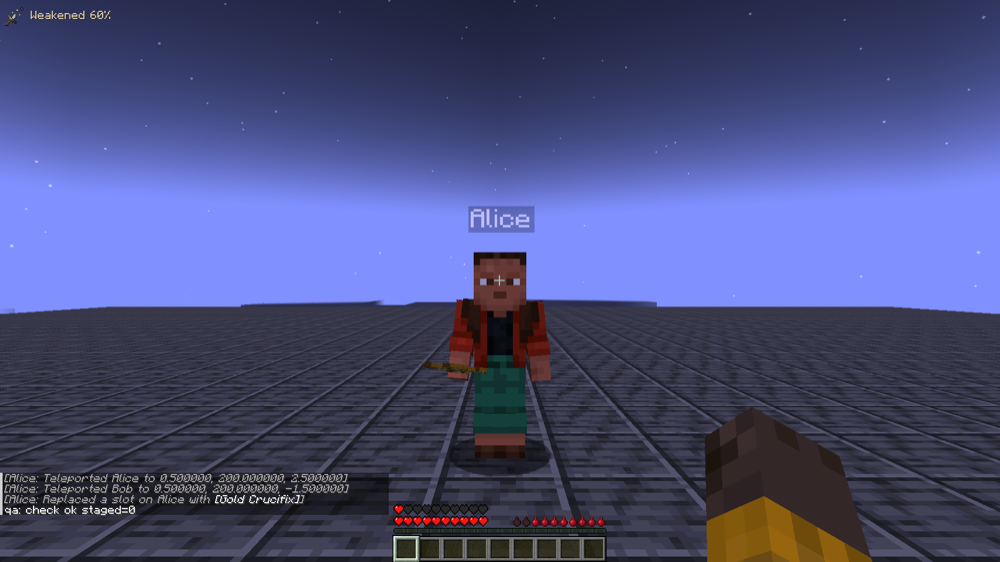 Weakened 60%
Alice
[Alice: Teleported Alice to 0.500000, 200.000000, 2.500000]
[Alice: Teleported Bob to 0.500000, 200.000000, -1.500000]
[Alice: Replaced a slot on Alice with [Gold Crucifix]]
qa: check ok staged=0